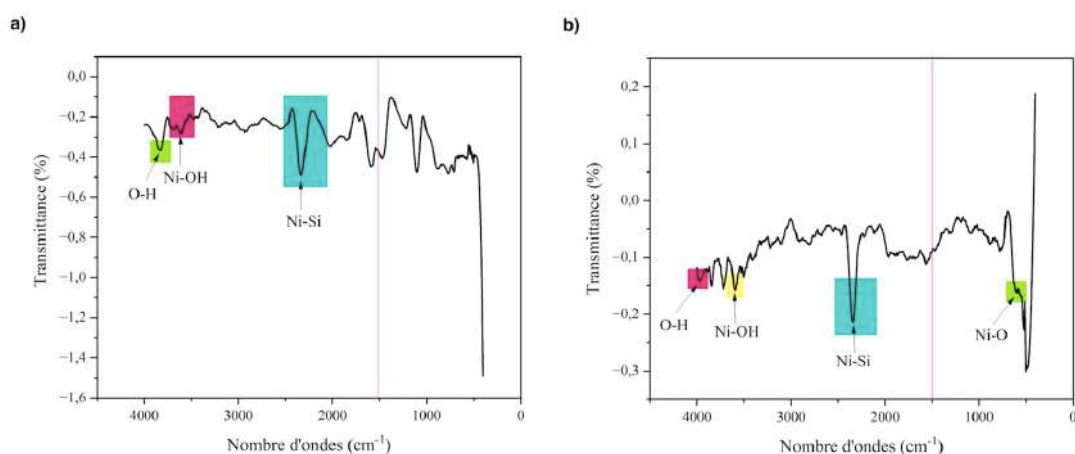 a)
0,0
−0,2
−0,4
−0,6
−0,8
−1,0
−1,2
−1,4
−1,6
4000 3000 2000 1000 0
Transmittance (%)
Nombre d'ondes (cm⁻¹)
O-H
Ni-OH
Ni-Si
b)
0,2
0,1
0,0
−0,1
−0,2
−0,3
4000 3000 2000 1000 0
Transmittance (%)
Nombre d'ondes (cm⁻¹)
O-H
Ni-OH
Ni-Si
Ni-O